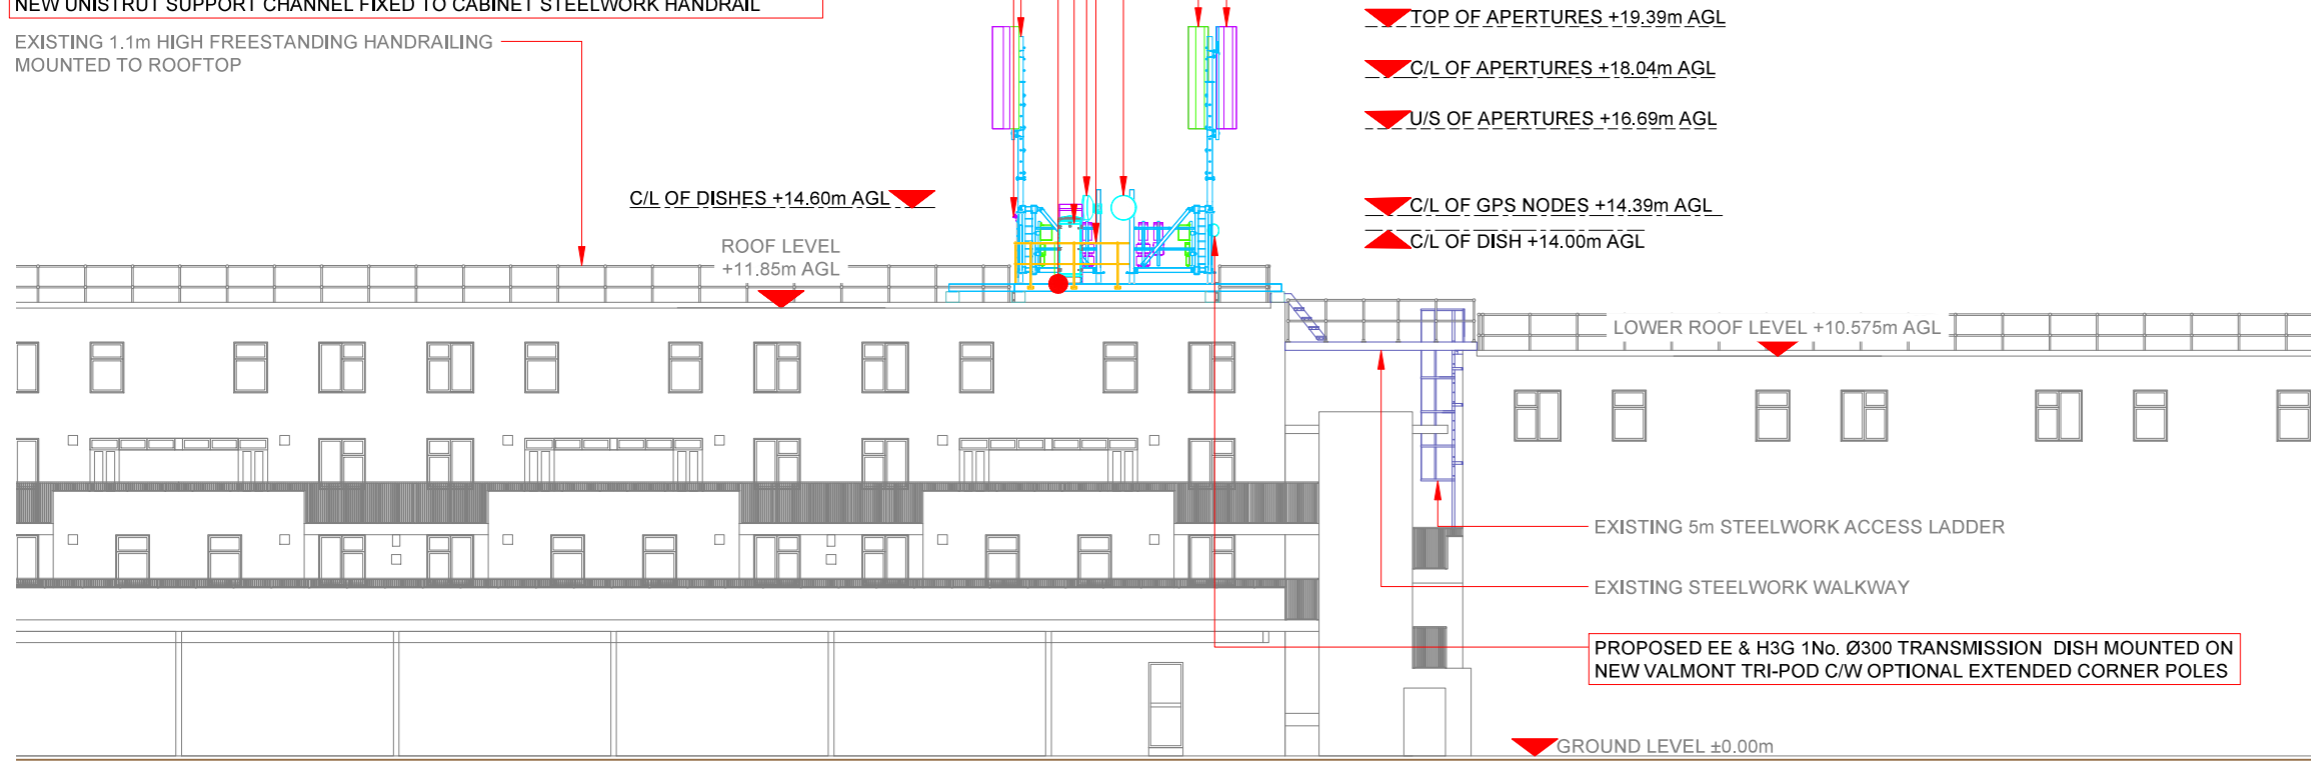 NEW UNISTRUT SUPPORT CHANNEL FIXED TO CABINET STEELWORK HANDRAIL
EXISTING 1.1m HIGH FREESTANDING HANDRAILING
MOUNTED TO ROOFTOP
TOP OF APERTURES +19.39m AGL
C/L OF APERTURES +18.04m AGL
U/S OF APERTURES +16.69m AGL
C/L OF DISHES +14.60m AGL
C/L OF GPS NODES +14.39m AGL
C/L OF DISH +14.00m AGL
ROOF LEVEL
+11.85m AGL
LOWER ROOF LEVEL +10.575m AGL
EXISTING 5m STEELWORK ACCESS LADDER
EXISTING STEELWORK WALKWAY
PROPOSED EE & H3G 1No. Ø300 TRANSMISSION DISH MOUNTED ON
NEW VALMONT TRI-POD C/W OPTIONAL EXTENDED CORNER POLES
GROUND LEVEL ±0.00m